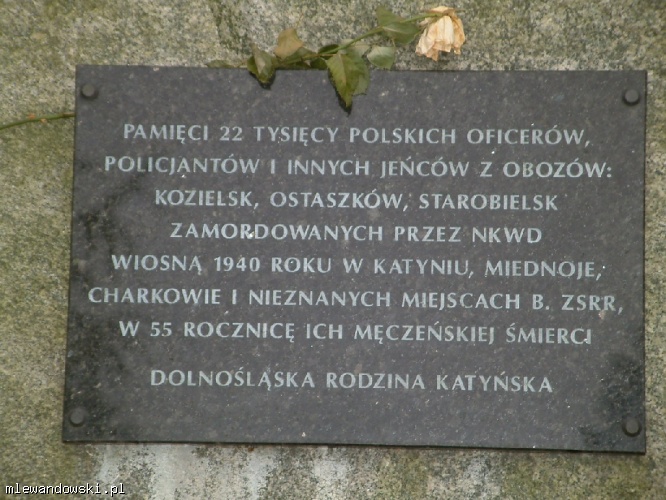 PAMIĘCI 22 TYSIĘCY POLSKICH OFICERÓW,
POLICJANTÓW I INNYCH JEŃCÓW Z OBOZÓW:
KOZIELSK, OSTASZKÓW, STAROBIELSK
ZAMORDOWANYCH PRZEZ NKWD
WIOSNĄ 1940 ROKU W KATYNIU, MIEDNOJE,
CHARKOWIE I NIEZNANYCH MIEJSCACH B. ZSRR,
W 55 ROCZNICĘ ICH MĘCZEŃSKIEJ ŚMIERCI
DOLNOŚLĄSKA RODZINA KATYŃSKA
mlewandowski.pl